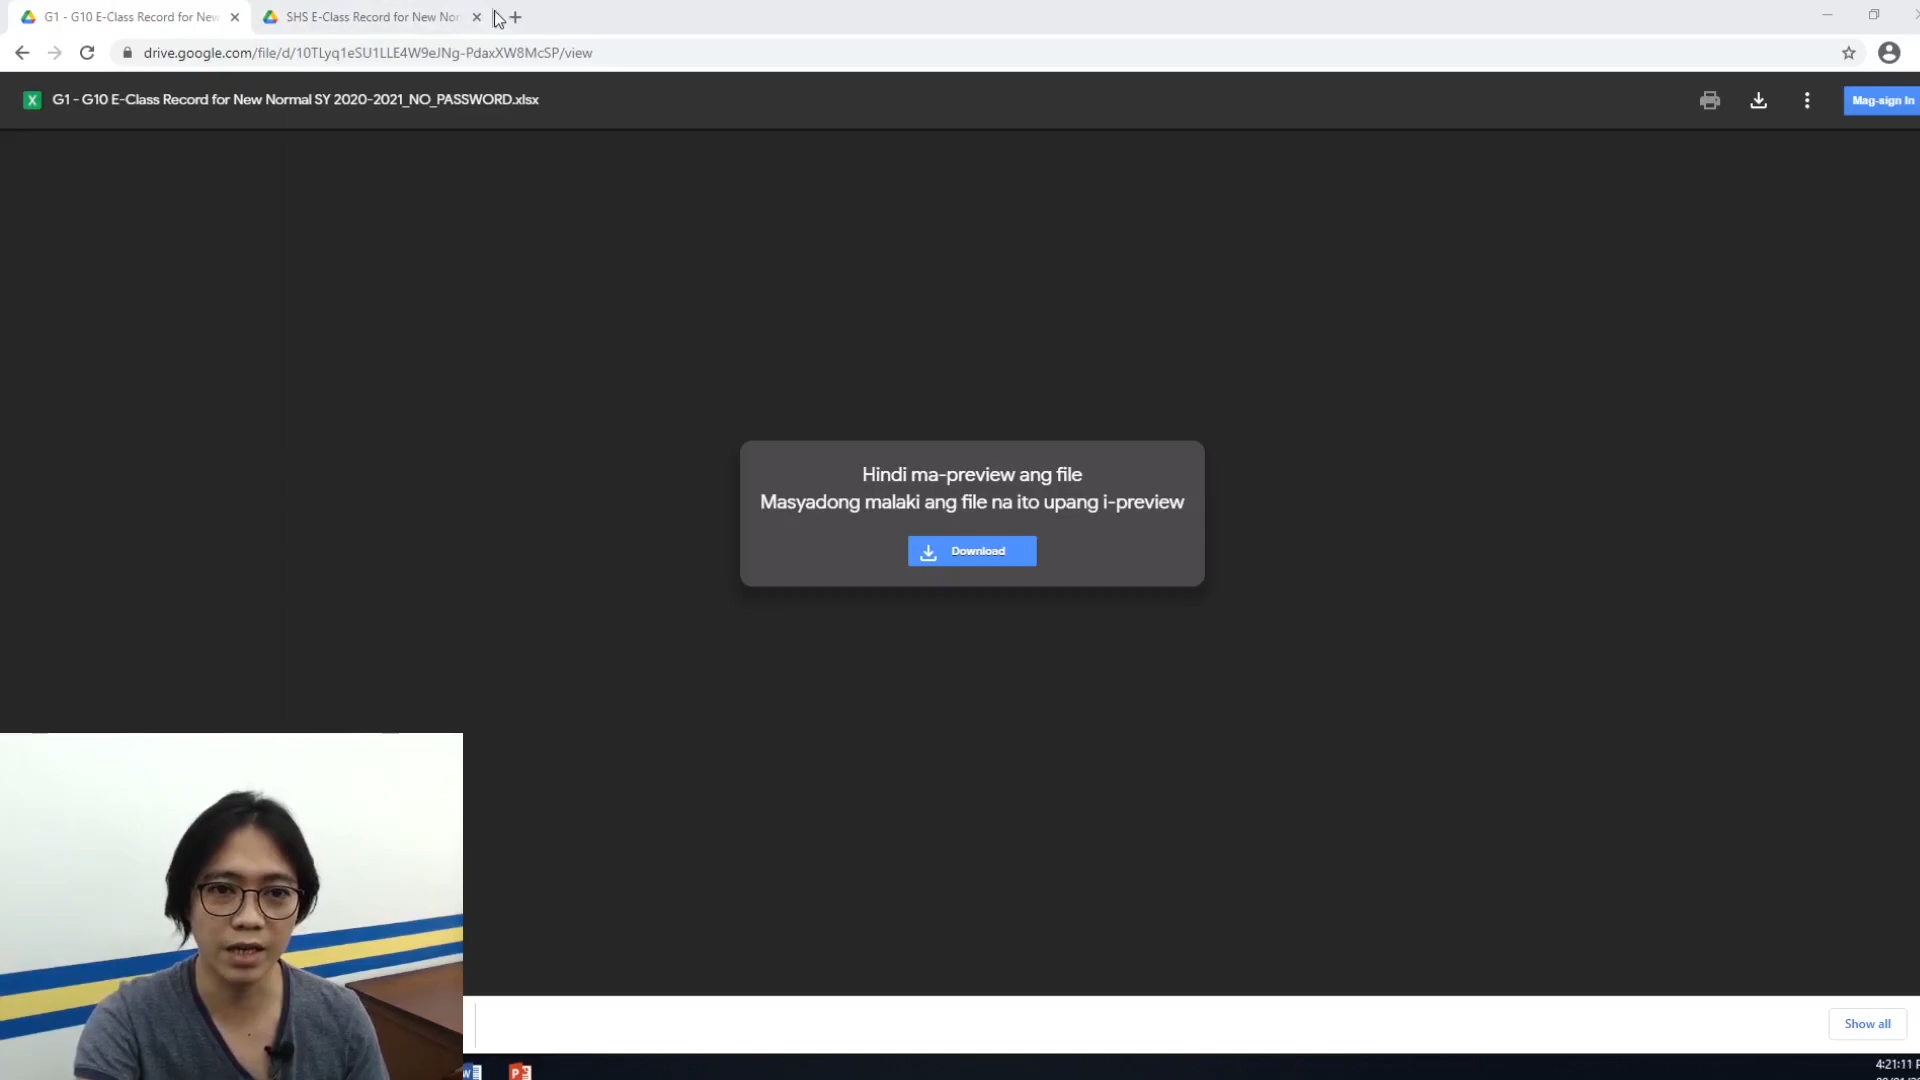 G1 - G10 E-Class Record for New
SHS E-Class Record for New Nor
drive.google.com/file/d/10TLyq1eSU1LLE4W9eJNg-PdaxXW8McSP/view
G1 - G10 E-Class Record for New Normal SY 2020-2021_NO_PASSWORD.xlsx
Mag-sign In
Hindi ma-preview ang file
Masyadong malaki ang file na ito upang i-preview
Download
Show all
4:21:11 P